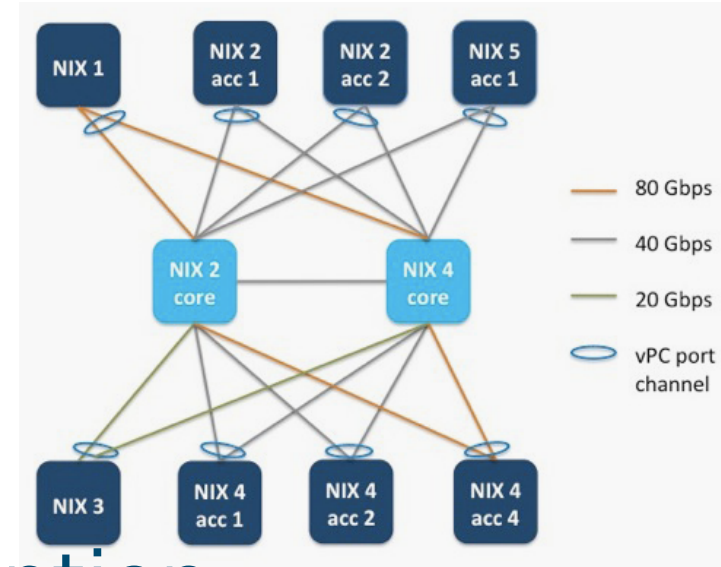 NIX 1
NIX 2
acc 1
NIX 2
acc 2
NIX 5
acc 1
80 Gbps
40 Gbps
20 Gbps
vPC port
channel
NIX 2
core
NIX 4
core
NIX 3
NIX 4
acc 1
NIX 4
acc 2
NIX 4
acc 4